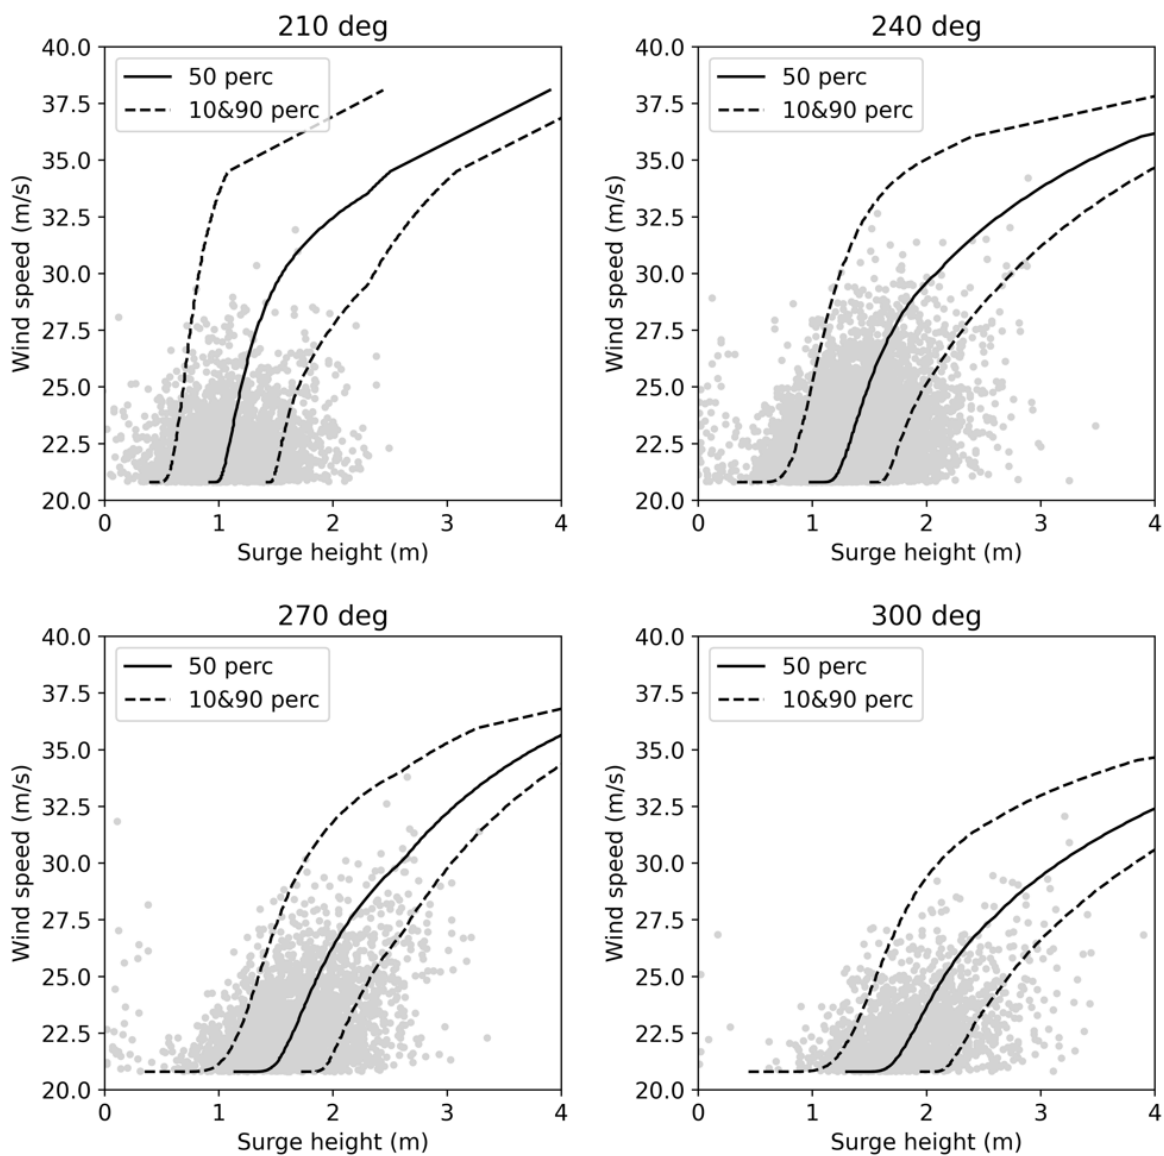 210 deg
40.0
37.5
35.0
32.5
30.0
27.5
25.0
22.5
20.0
Wind speed (m/s)
50 perc
10&90 perc
0 1 2 3 4
Surge height (m)
240 deg
40.0
37.5
35.0
32.5
30.0
27.5
25.0
22.5
20.0
Wind speed (m/s)
50 perc
10&90 perc
0 1 2 3 4
Surge height (m)
270 deg
40.0
37.5
35.0
32.5
30.0
27.5
25.0
22.5
20.0
Wind speed (m/s)
50 perc
10&90 perc
0 1 2 3 4
Surge height (m)
300 deg
40.0
37.5
35.0
32.5
30.0
27.5
25.0
22.5
20.0
Wind speed (m/s)
50 perc
10&90 perc
0 1 2 3 4
Surge height (m)